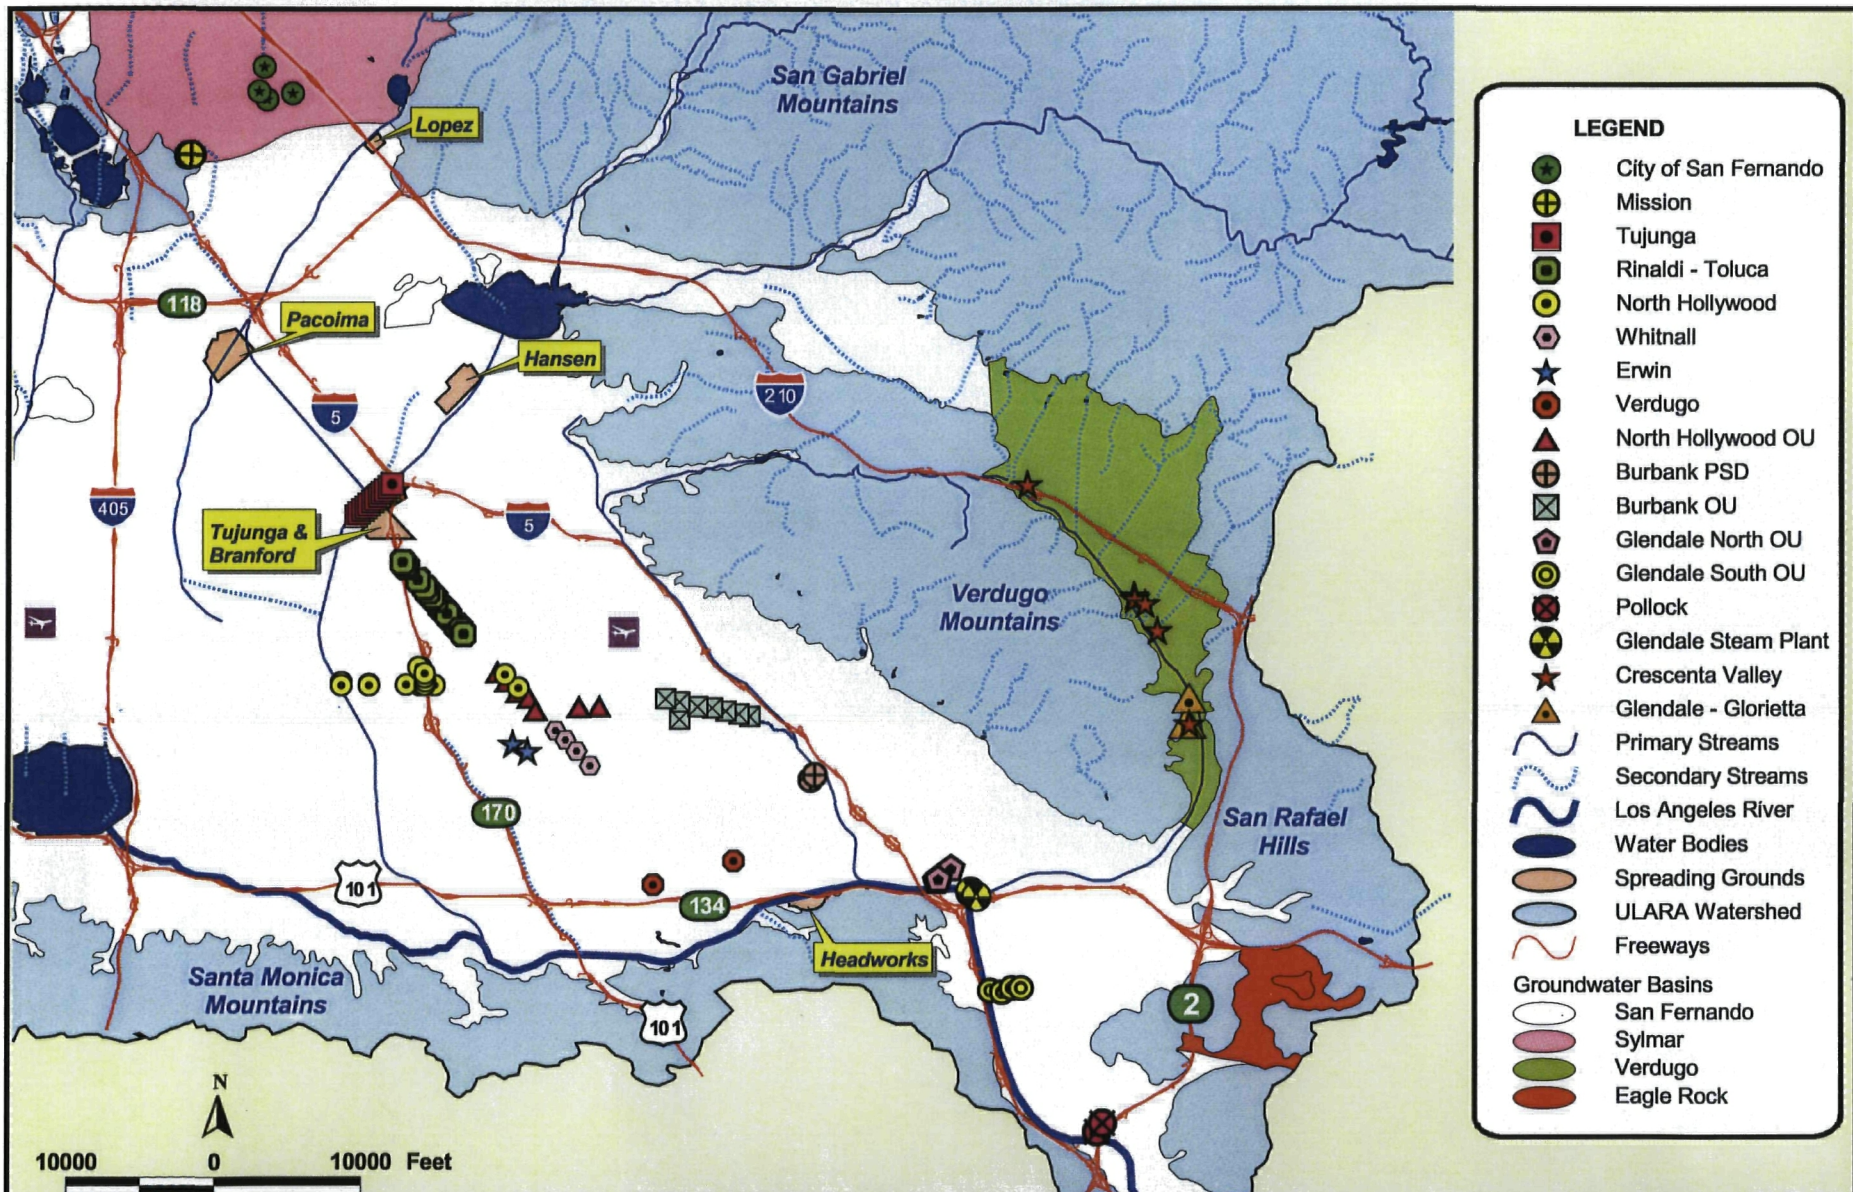 San Gabriel
Mountains
Lopez
118
Pacoima
Hansen
5
210
405
5
Tujunga &
Branford
Verdugo
Mountains
170
San Rafael
Hills
101
134
Headworks
Santa Monica
Mountains
101
2
N
10000 0 10000 Feet
LEGEND
City of San Fernando
Mission
Tujunga
Rinaldi - Toluca
North Hollywood
Whitnall
Erwin
Verdugo
North Hollywood OU
Burbank PSD
Burbank OU
Glendale North OU
Glendale South OU
Pollock
Glendale Steam Plant
Crescenta Valley
Glendale - Glorietta
Primary Streams
Secondary Streams
Los Angeles River
Water Bodies
Spreading Grounds
ULARA Watershed
Freeways
Groundwater Basins
San Fernando
Sylmar
Verdugo
Eagle Rock